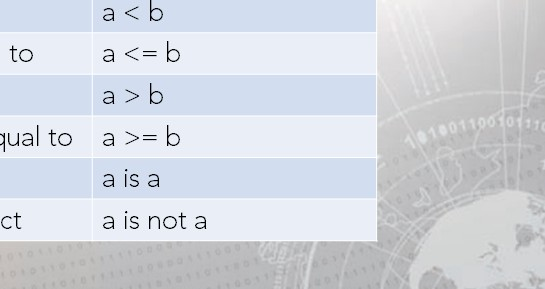 a < b
to a <= b
a > b
qual to a >= b
a is a
ct a is not a